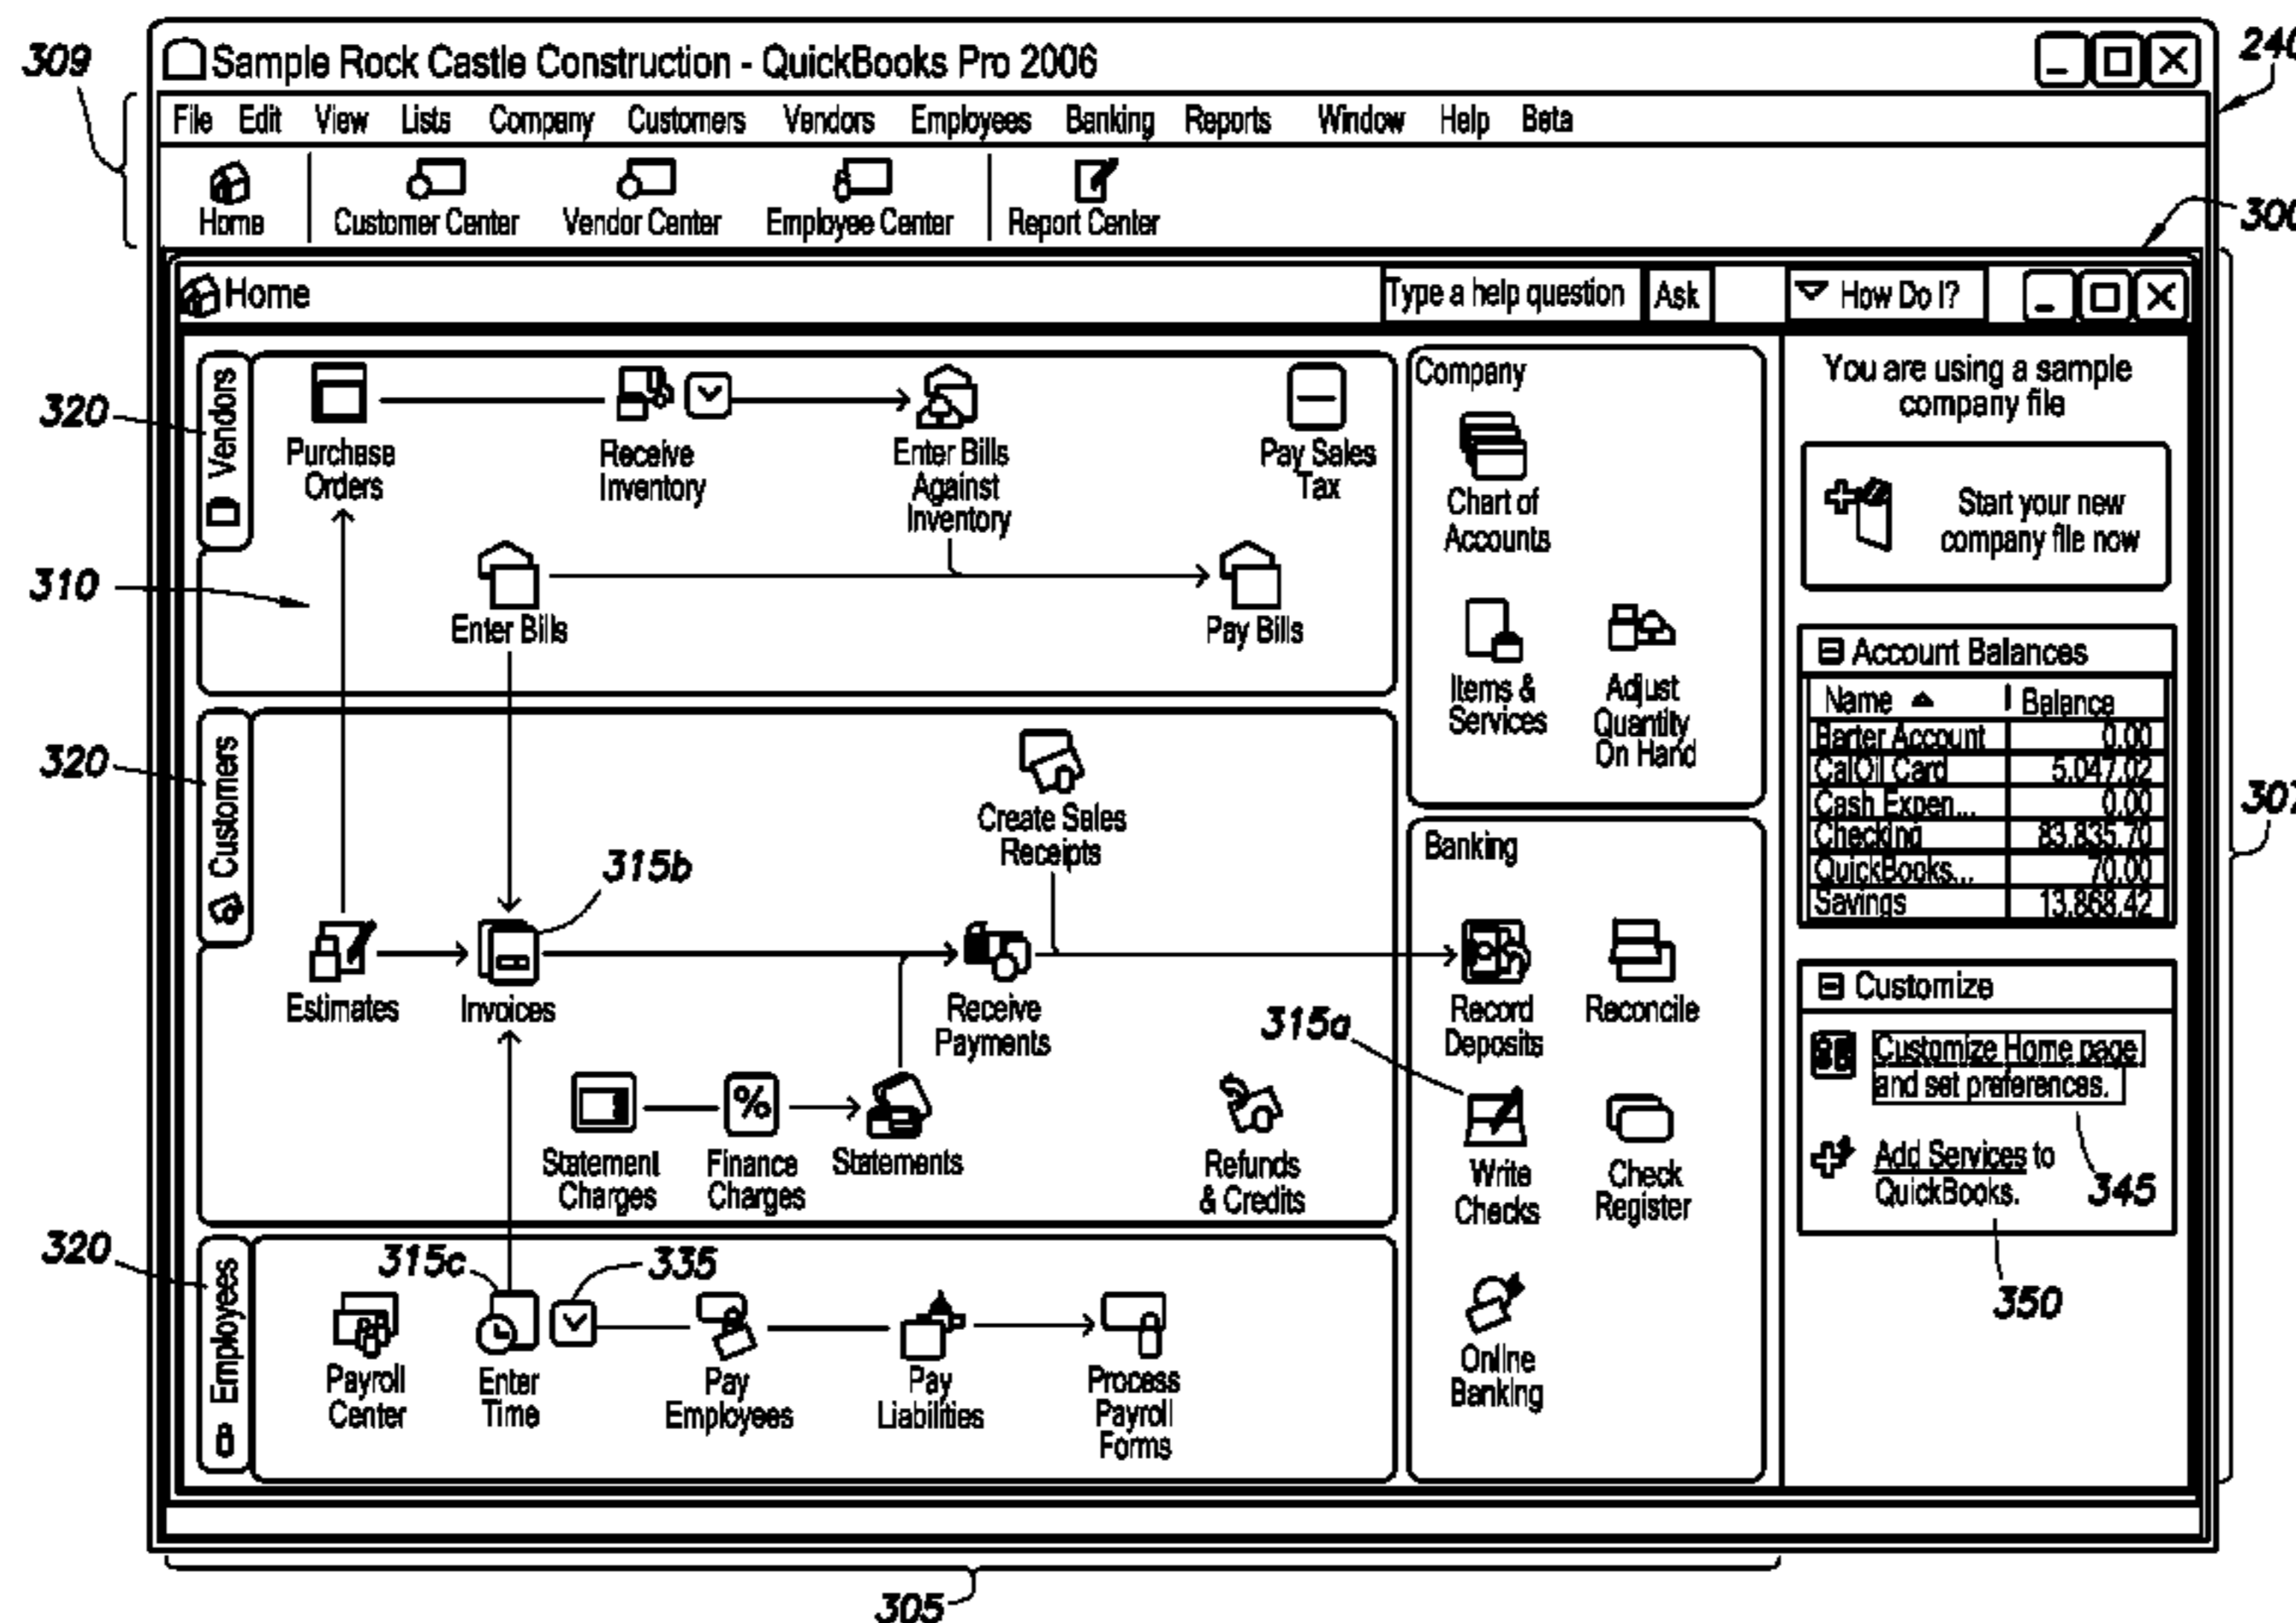 309
Sample Rock Castle Construction - QuickBooks Pro 2006
240
File Edit View Lists Company Customers Vendors Employees Banking Reports Window Help Beta
Home Customer Center Vendor Center Employee Center Report Center
300
Home
Type a help question Ask
How Do I?
320
Vendors
Purchase
Orders
Receive
Inventory
Enter Bills
Against
Inventory
Pay Sales
Tax
310
Enter Bills
Pay Bills
320
Customers
Create Sales
Receipts
315b
Estimates
Invoices
Receive
Payments
Statement
Charges
%
Finance
Charges
Statements
Refunds
& Credits
320
Employees
315c
335
Payroll
Center
Enter
Time
Pay
Employees
Pay
Liabilities
Process
Payroll
Forms
Company
Chart of
Accounts
Items &
Services
Adjust
Quantity
On Hand
Banking
Record
Deposits
Reconcile
315a
Write
Checks
Check
Register
Online
Banking
You are using a sample
company file
Start your new
company file now
Account Balances
Name Balance
Barter Account 0.00
CalOil Card 5.047.02
Cash Expen... 0.00
Checking 83.835.70
QuickBooks... 70.00
Savings 13.868.42
307
Customize
Customize Home page
and set preferences.
345
Add Services to
QuickBooks.
350
305